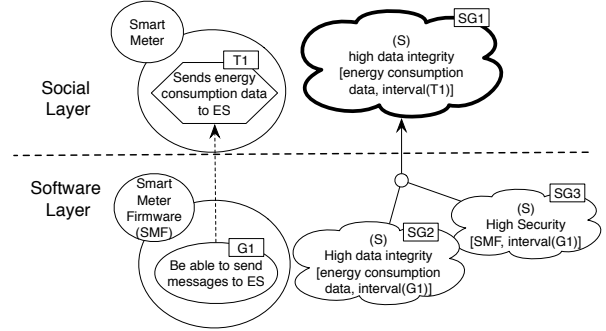 Smart
Meter
T1
Sends energy
consumption data
to ES
SG1
(S)
high data integrity
[energy consumption
data, interval(T1)]
Social
Layer
Software
Layer
Smart
Meter
Firmware
(SMF)
G1
Be able to send
messages to ES
SG2
(S)
High data integrity
[energy consumption
data, interval(G1)]
SG3
(S)
High Security
[SMF, interval(G1)]